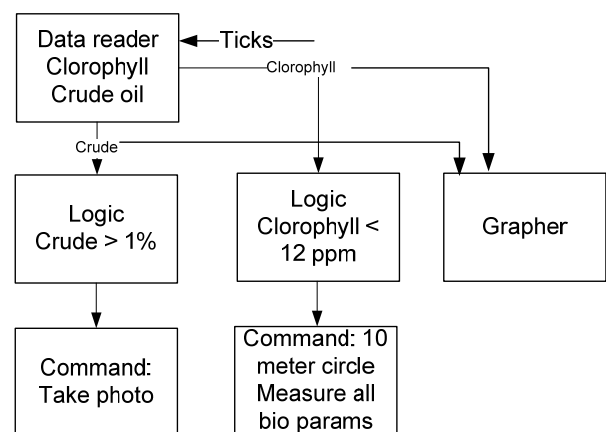 Data reader
Clorophyll
Crude oil
Ticks
Clorophyll
Crude
Logic
Crude > 1%
Logic
Clorophyll <
12 ppm
Grapher
Command:
Take photo
Command: 10
meter circle
Measure all
bio params